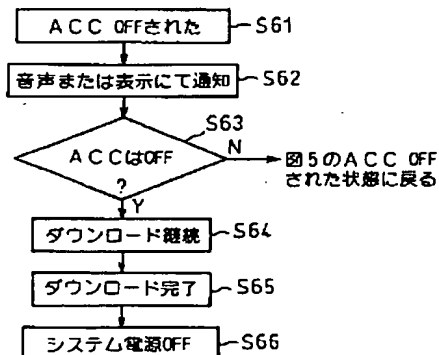 ACC OFFされた
S61
音声または表示にて通知
S62
S63
ACCはOFF
?
N
図5のACC OFF
された状態に戻る
Y
ダウンロード継続
S64
ダウンロード完了
S65
システム電源OFF
S66